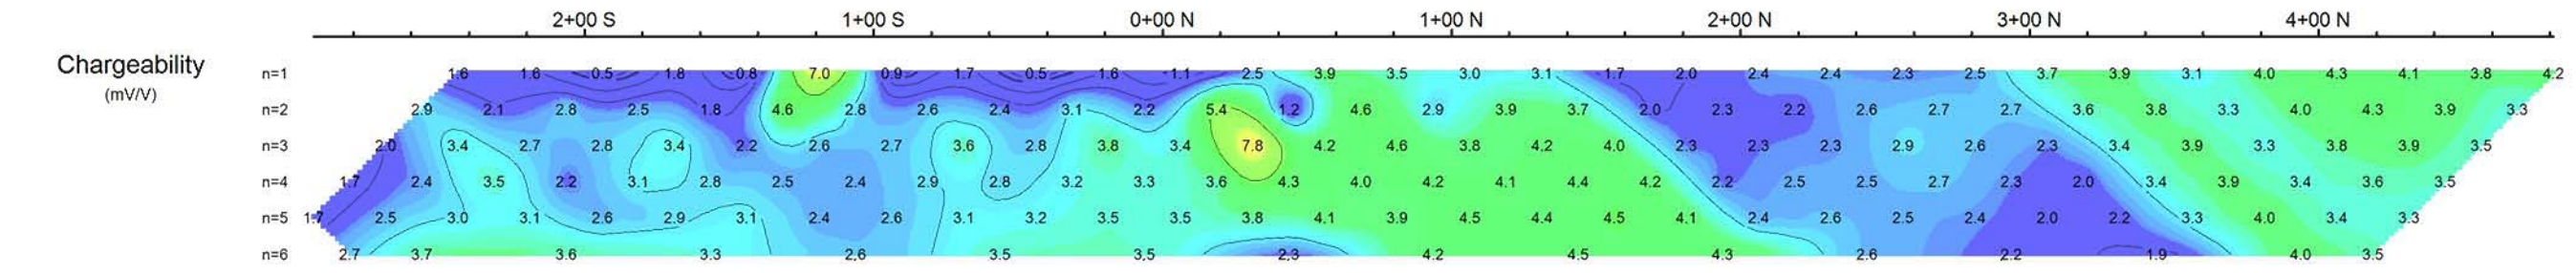 2+00 S 1+00 S 0+00 N 1+00 N 2+00 N 3+00 N 4+00 N
Chargeability
(mV/V)
n=1 1.6 1.6 0.5 1.8 0.8 7.0 0.9 1.7 0.5 1.6 1.1 2.5 3.9 3.5 3.0 3.1 1.7 2.0 2.4 2.4 2.3 2.5 3.7 3.9 3.1 4.0 4.3 4.1 3.8 4.2
n=2 2.9 2.1 2.8 2.5 1.8 4.6 2.8 2.6 2.4 3.1 2.2 5.4 1.2 4.6 2.9 3.9 3.7 2.0 2.3 2.2 2.6 2.7 2.7 3.6 3.8 3.3 4.0 4.3 3.9 3.3
n=3 2.0 3.4 2.7 2.8 3.4 2.2 2.6 2.7 3.6 2.8 3.8 3.4 7.8 4.2 4.6 3.8 4.2 4.0 2.3 2.3 2.3 2.9 2.6 2.3 3.4 3.9 3.3 3.8 3.9 3.5
n=4 1.7 2.4 3.5 2.2 3.1 2.8 2.5 2.4 2.9 2.8 3.2 3.3 3.6 4.3 4.0 4.2 4.1 4.4 4.2 2.2 2.5 2.5 2.7 2.3 2.0 3.4 3.9 3.4 3.6 3.5
n=5 1.7 2.5 3.0 3.1 2.6 2.9 3.1 2.4 2.6 3.1 3.2 3.5 3.5 3.8 4.1 3.9 4.5 4.4 4.5 4.1 2.4 2.6 2.5 2.4 2.0 2.2 3.3 4.0 3.4 3.3
n=6 2.7 3.7 3.6 3.3 2.6 3.5 3.5 2.3 4.2 4.5 4.3 2.6 2.2 1.9 4.0 3.5